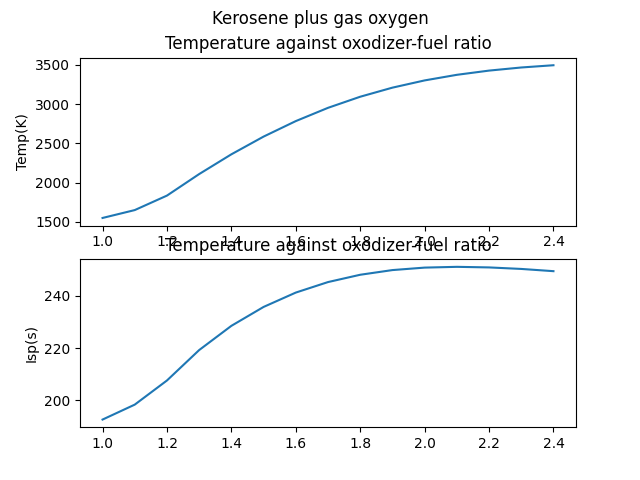 Kerosene plus gas oxygen
Temperature against oxodizer-fuel ratio
Temp(K)
3500
3000
2500
2000
1500
1.0 1.2 1.4 1.6 1.8 2.0 2.2 2.4
Temperature against oxodizer-fuel ratio
Isp(s)
240
220
200
1.0 1.2 1.4 1.6 1.8 2.0 2.2 2.4